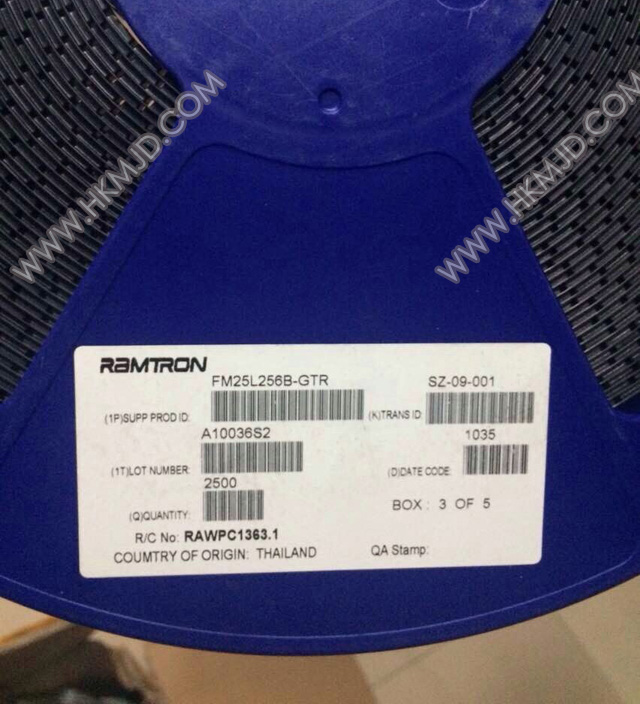 WWW.HKMJD.COM
WWW.HKMJD.COM
RAMTRON
FM25L256B-GTR
SZ-09-001
(1P)SUPP PROD ID:
(K)TRANS ID:
A10036S2
1035
(1T)LOT NUMBER:
(D)DATE CODE:
2500
(Q)QUANTITY:
BOX : 3 OF 5
R/C No: RAWPC1363.1
COUMTRY OF ORIGIN: THAILAND
QA Stamp: